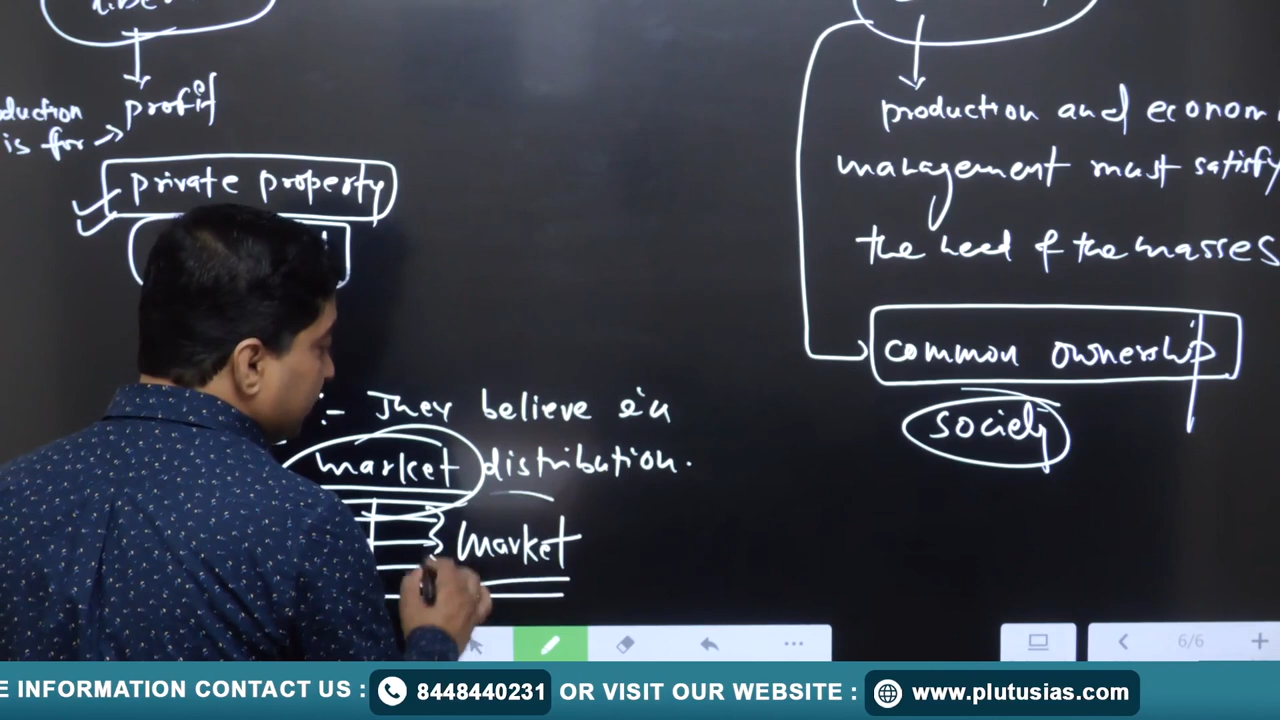 profit
is for
private property
:- They believe in
market distribution.
market
production and econom
management must satisfy
the need of the masses
common ownership
society
6/6
E INFORMATION CONTACT US : 8448440231 OR VISIT OUR WEBSITE : www.plutusias.com